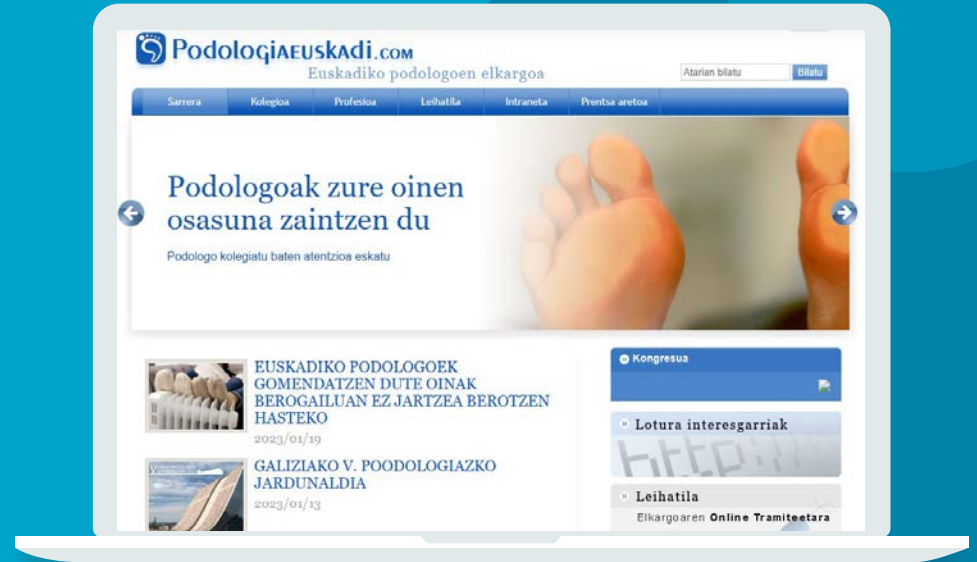 PodologiaEuskadi.com
Euskadiko podologoen elkargoa
Atarian bilatu
Bilatu
Sarrera
Kolegioa
Profesioa
Leihatila
Intraneta
Prentsa aretoa
Podologoak zure oinen
osasuna zaintzen du
Podologo kolegiatu baten atentzioa eskatu
EUSKADIKO PODOLOGOEK
GOMENDATZEN DUTE OINAK
BEROGAILUAN EZ JARTZEA BEROTZEN
HASTEKO
2023/01/19
GALIZIAKO V. POODOLOGIAZKO
JARDUNALDIA
2023/01/13
Kongresua
Lotura interesgarriak
http://
Leihatila
Elkargoaren Online Tramiteetara